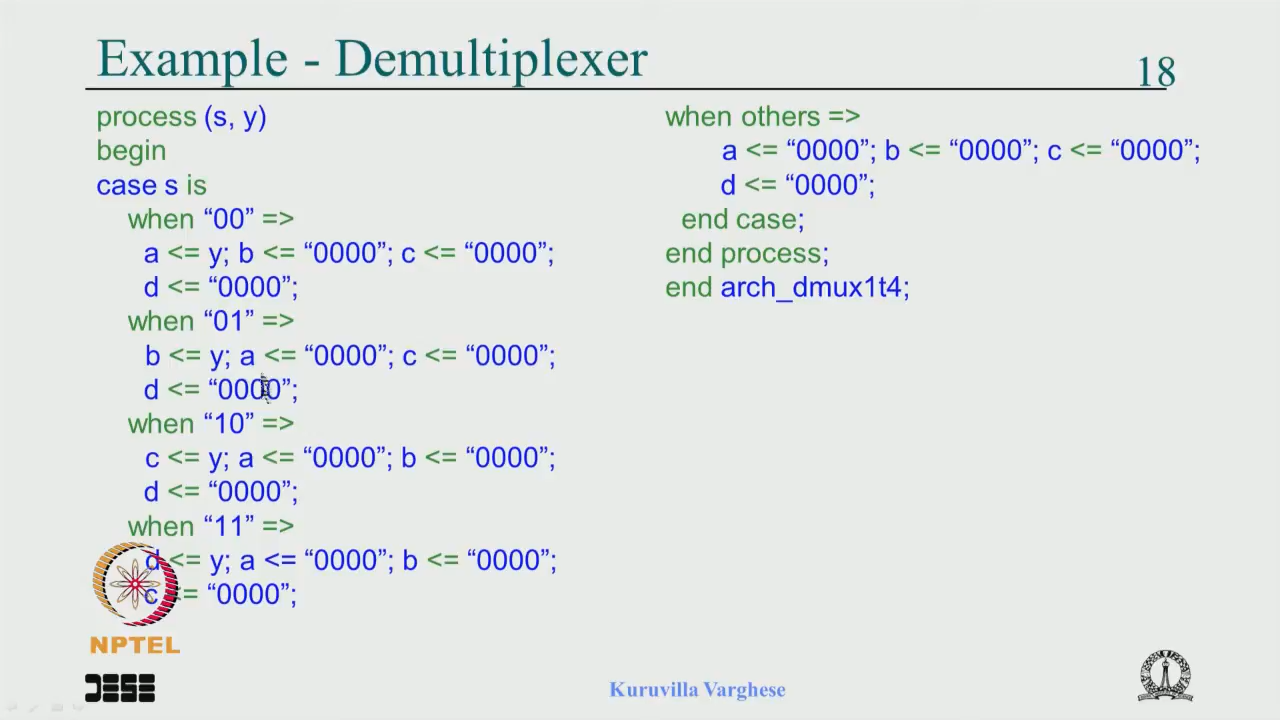 Example - Demultiplexer
18
process (s, y)
begin
case s is
when “00” =>
a <= y; b <= “0000”; c <= “0000”;
d <= “0000”;
when “01” =>
b <= y; a <= “0000”; c <= “0000”;
d <= “0000”;
when “10” =>
c <= y; a <= “0000”; b <= “0000”;
d <= “0000”;
when “11” =>
d <= y; a <= “0000”; b <= “0000”;
c <= “0000”;
when others =>
a <= “0000”; b <= “0000”; c <= “0000”;
d <= “0000”;
end case;
end process;
end arch_dmux1t4;
NPTEL
Kuruvilla Varghese